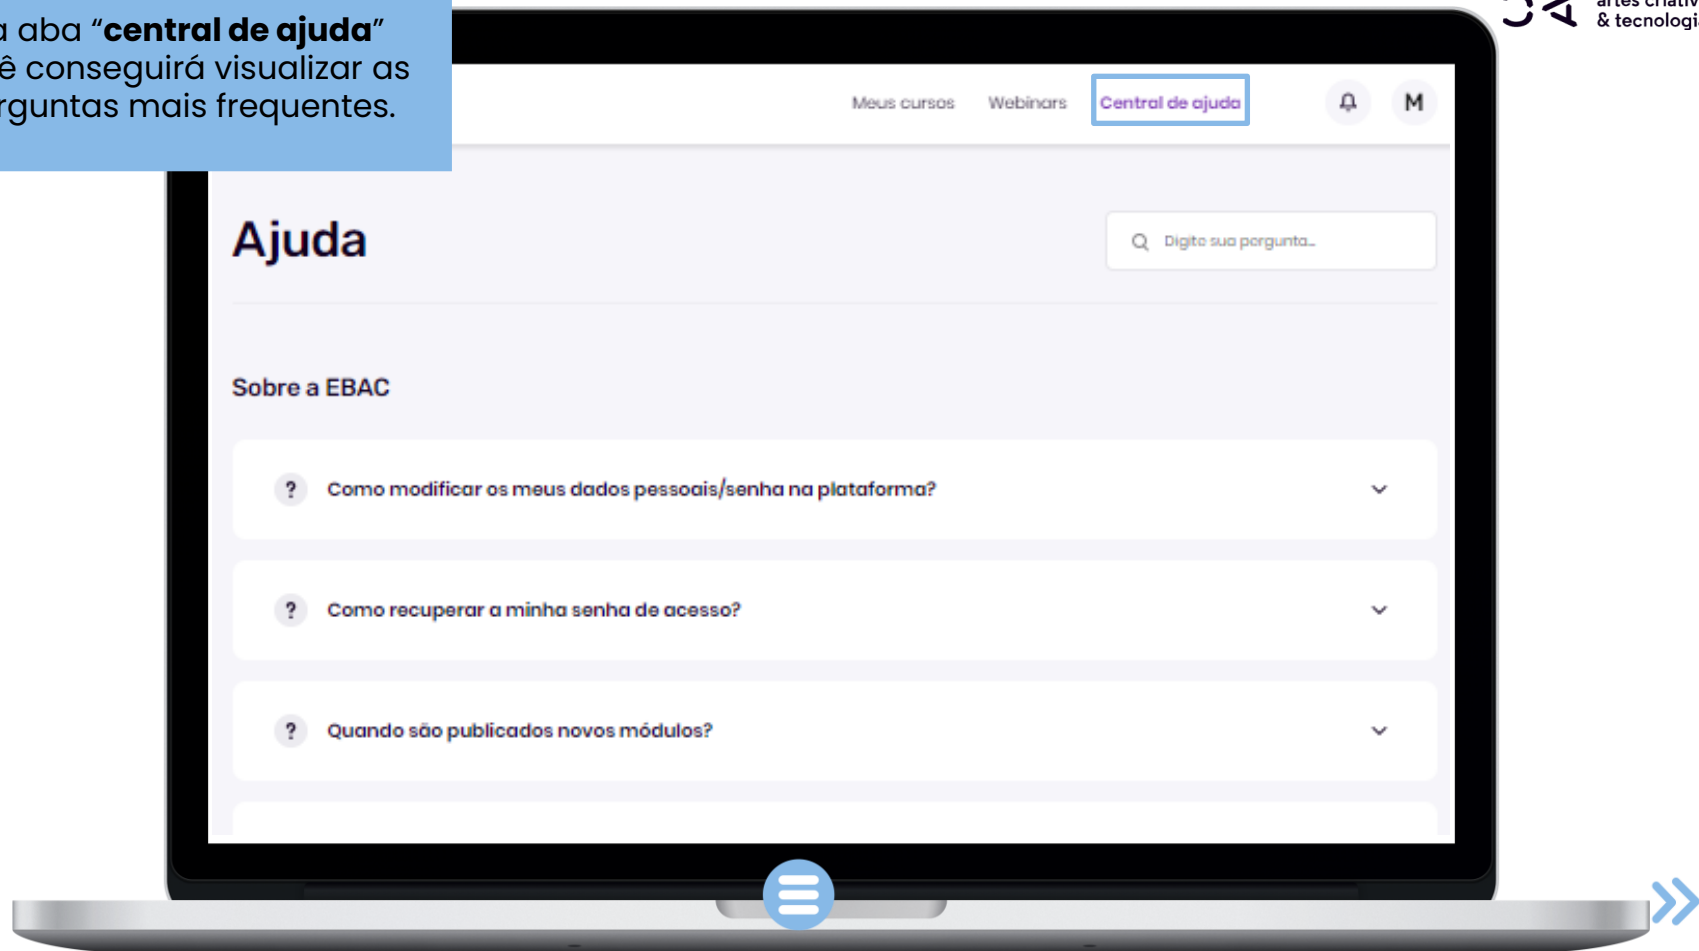 a aba “central de ajuda”
ê conseguirá visualizar as
rguntas mais frequentes.
artes criativ
& tecnologi
Meus cursos Webinars Central de ajuda M
Ajuda
Digite sua pergunta...
Sobre a EBAC
? Como modificar os meus dados pessoais/senha na plataforma?
? Como recuperar a minha senha de acesso?
? Quando são publicados novos módulos?